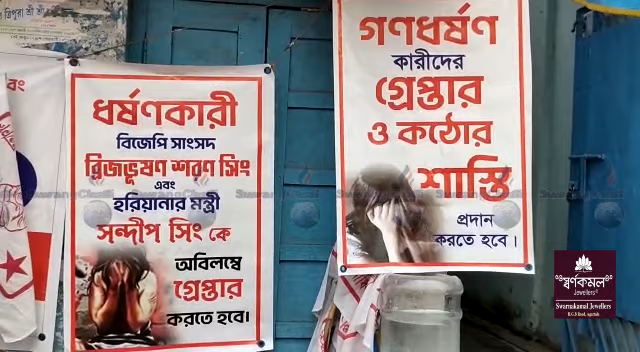 ত্রিপুরা শ্রী শ্রী
বং
ধর্ষণকারী
বিজেপি সাংসদ
ব্রিজভূষণ শরণ সিং
এবং
হরিয়ানার মন্ত্রী
সন্দীপ সিং কে
অবিলম্বে
গ্রেপ্তার
করতে হবে।
গণধর্ষণ
কারীদের
গ্রেপ্তার
ও কঠোর
শাস্তি
প্রদান
করতে হবে।
স্বর্ণকমল
Jewellers
Swarnakamal Jewellers